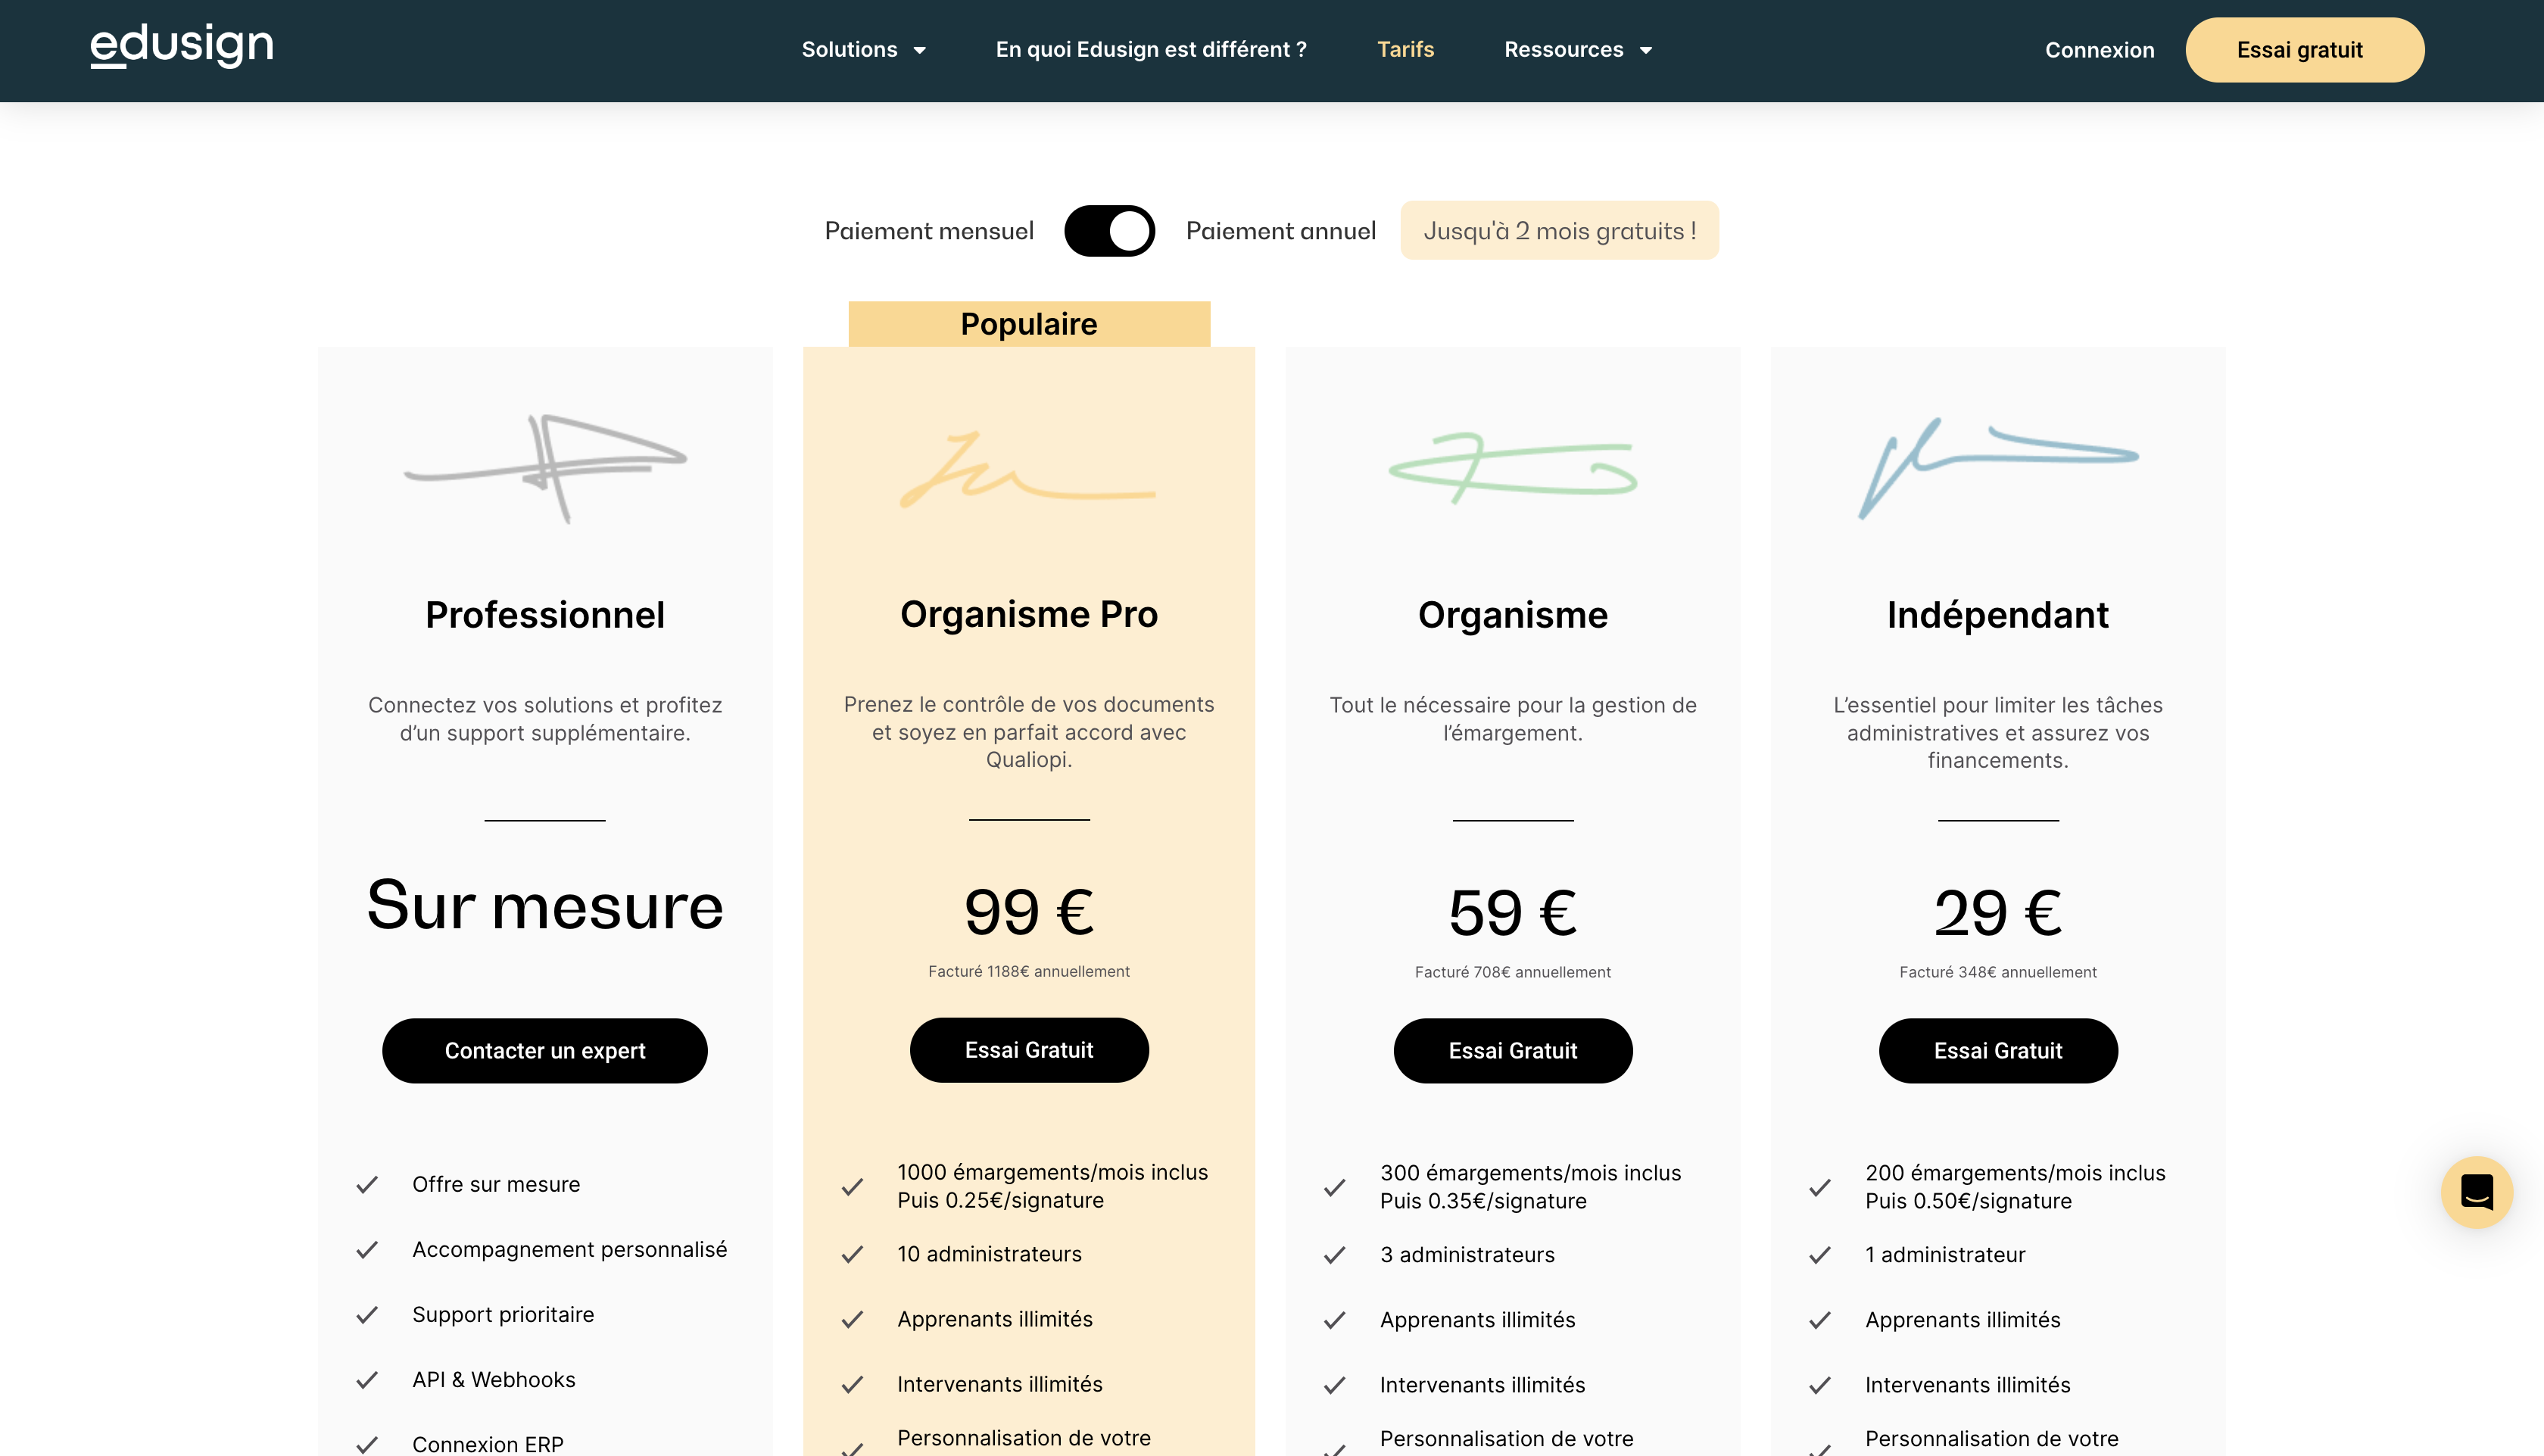 edusign
Solutions
En quoi Edusign est différent ?
Tarifs
Ressources
Connexion
Essai gratuit
Paiement mensuel
Paiement annuel
Jusqu'à 2 mois gratuits !
Professionnel
Connectez vos solutions et profitez
d’un support supplémentaire.
Sur mesure
Contacter un expert
Offre sur mesure
Accompagnement personnalisé
Support prioritaire
API & Webhooks
Connexion ERP
Populaire
Organisme Pro
Prenez le contrôle de vos documents
et soyez en parfait accord avec
Qualiopi.
99 €
Facturé 1188€ annuellement
Essai Gratuit
1000 émargements/mois inclus
Puis 0.25€/signature
10 administrateurs
Apprenants illimités
Intervenants illimités
Personnalisation de votre
Organisme
Tout le nécessaire pour la gestion de
l’émargement.
59 €
Facturé 708€ annuellement
Essai Gratuit
300 émargements/mois inclus
Puis 0.35€/signature
3 administrateurs
Apprenants illimités
Intervenants illimités
Personnalisation de votre
Indépendant
L’essentiel pour limiter les tâches
administratives et assurez vos
financements.
29 €
Facturé 348€ annuellement
Essai Gratuit
200 émargements/mois inclus
Puis 0.50€/signature
1 administrateur
Apprenants illimités
Intervenants illimités
Personnalisation de votre